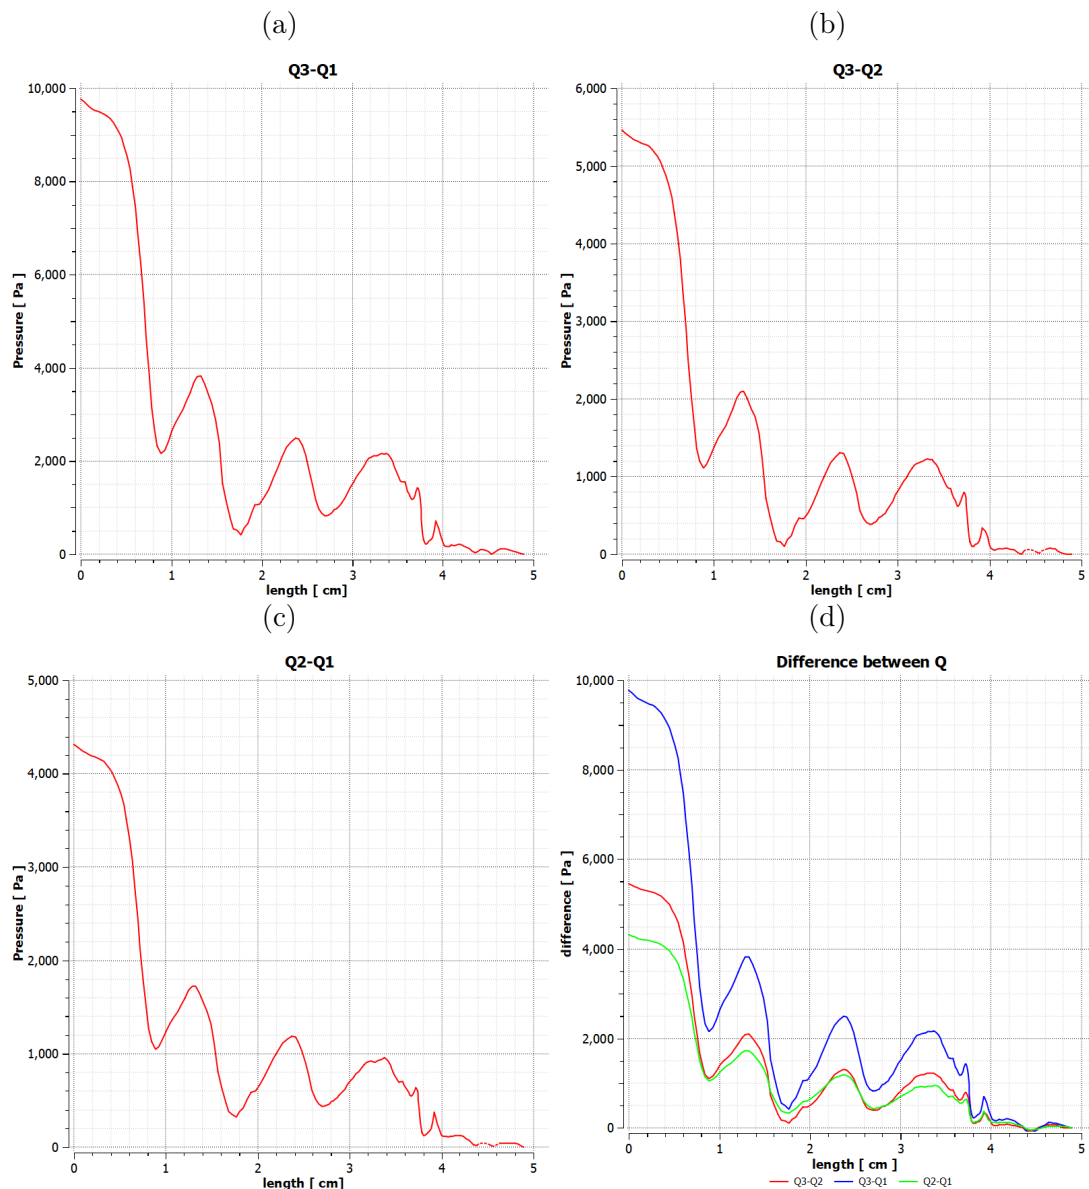 (a)
Q3-Q1
10,000
8,000
6,000
4,000
2,000
0
Pressure [ Pa ]
0 1 2 3 4 5
length [ cm]
(b)
Q3-Q2
6,000
5,000
4,000
3,000
2,000
1,000
0
Pressure [ Pa ]
0 1 2 3 4 5
length [ cm]
(c)
Q2-Q1
5,000
4,000
3,000
2,000
1,000
0
Pressure [ Pa ]
0 1 2 3 4 5
length [ cm]
(d)
Difference between Q
10,000
8,000
6,000
4,000
2,000
0
difference [ Pa ]
0 1 2 3 4 5
length [ cm]
Q3-Q2 Q3-Q1 Q2-Q1